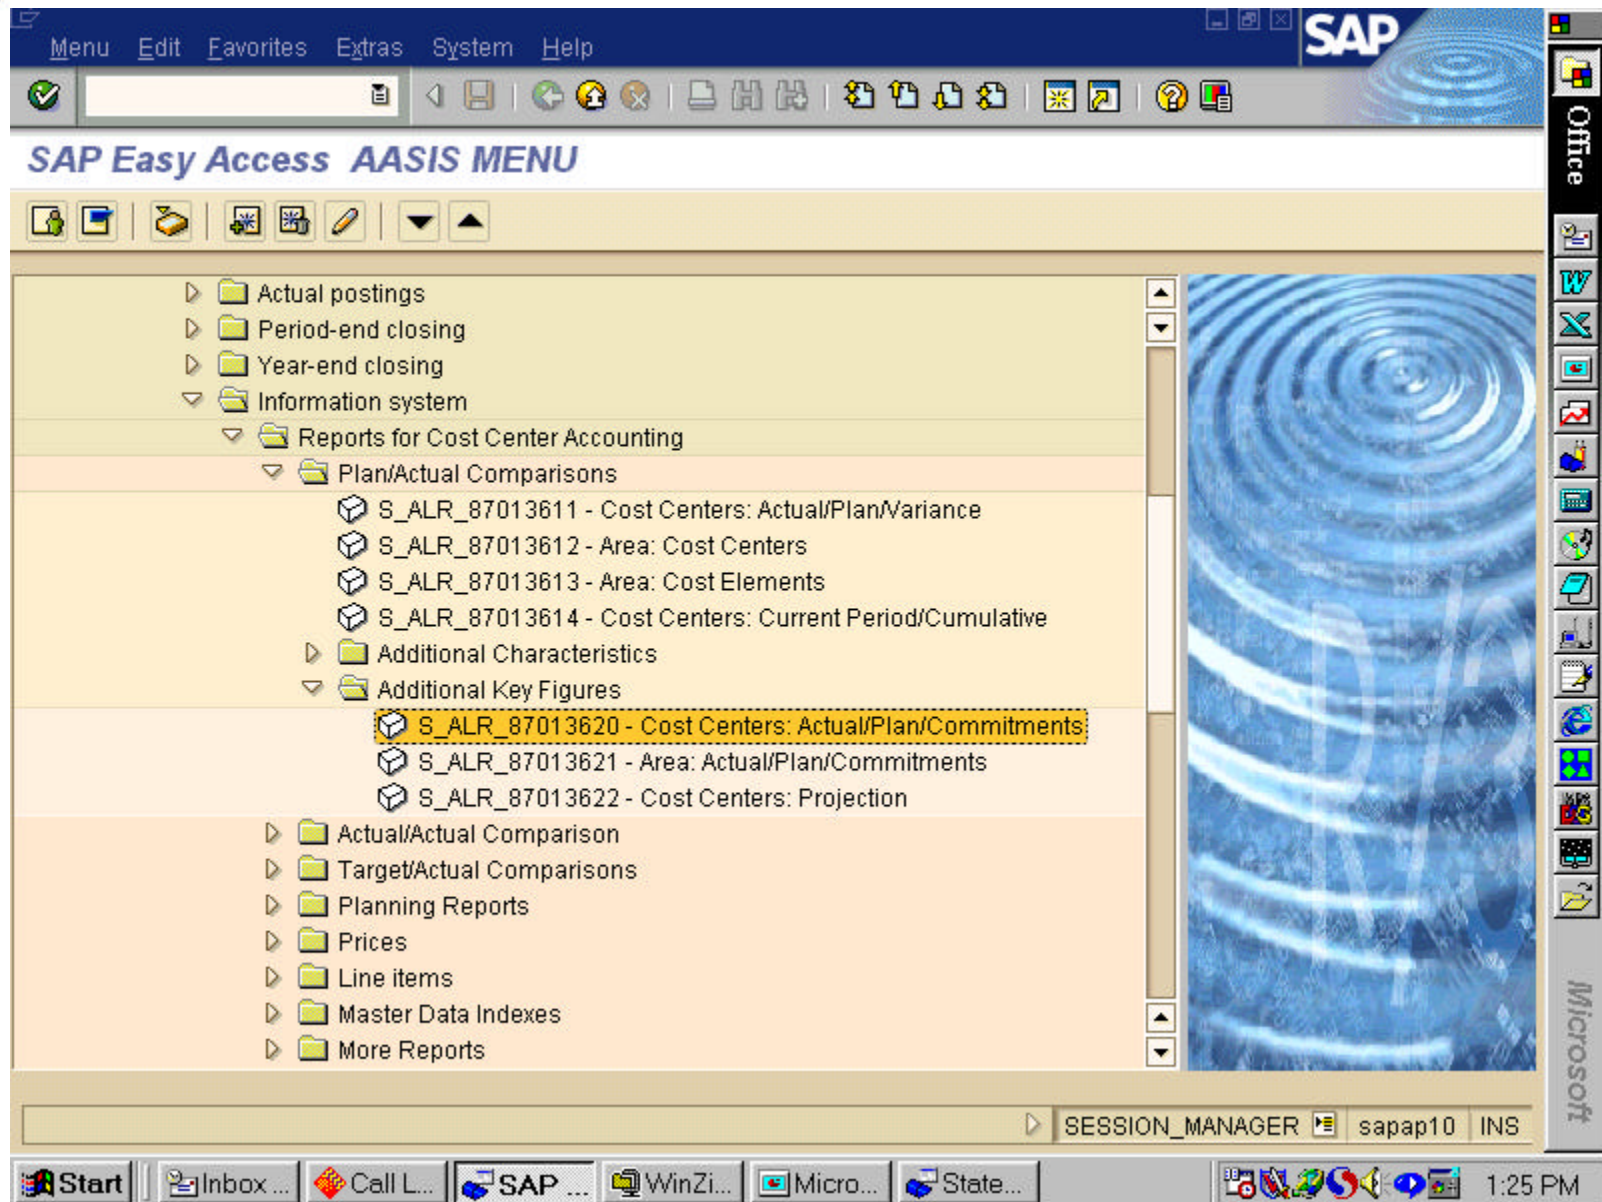 Menu Edit Favorites Extras System Help
SAP
SAP Easy Access AASIS MENU
Actual postings
Period-end closing
Year-end closing
Information system
Reports for Cost Center Accounting
Plan/Actual Comparisons
S_ALR_87013611 - Cost Centers: Actual/Plan/Variance
S_ALR_87013612 - Area: Cost Centers
S_ALR_87013613 - Area: Cost Elements
S_ALR_87013614 - Cost Centers: Current Period/Cumulative
Additional Characteristics
Additional Key Figures
S_ALR_87013620 - Cost Centers: Actual/Plan/Commitments
S_ALR_87013621 - Area: Actual/Plan/Commitments
S_ALR_87013622 - Cost Centers: Projection
Actual/Actual Comparison
Target/Actual Comparisons
Planning Reports
Prices
Line items
Master Data Indexes
More Reports
SESSION_MANAGER sapap10 INS
Start Inbox ... Call L... SAP ... WinZi... Micro... State... 1:25 PM
Office
Microsoft